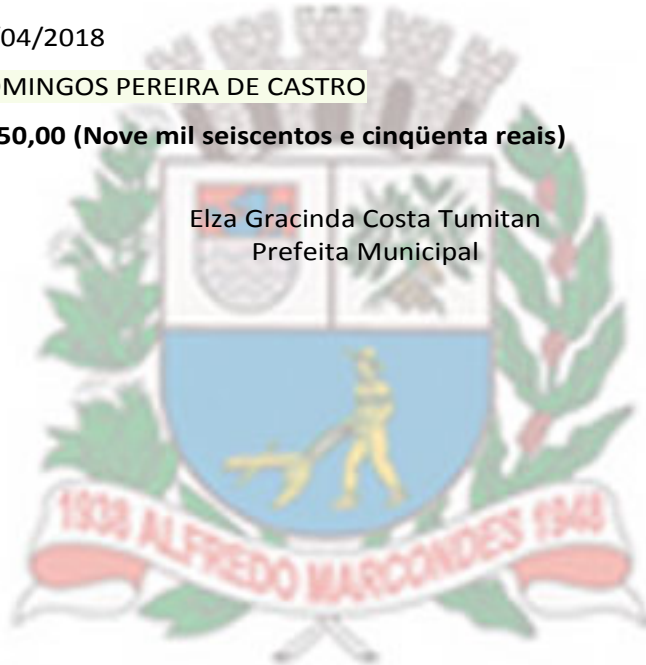 /04/2018
OMINGOS PEREIRA DE CASTRO
50,00 (Nove mil seiscentos e cinqüenta reais)
Elza Gracinda Costa Tumitan
Prefeita Municipal
1938 ALFREDO MARCONDES 1948